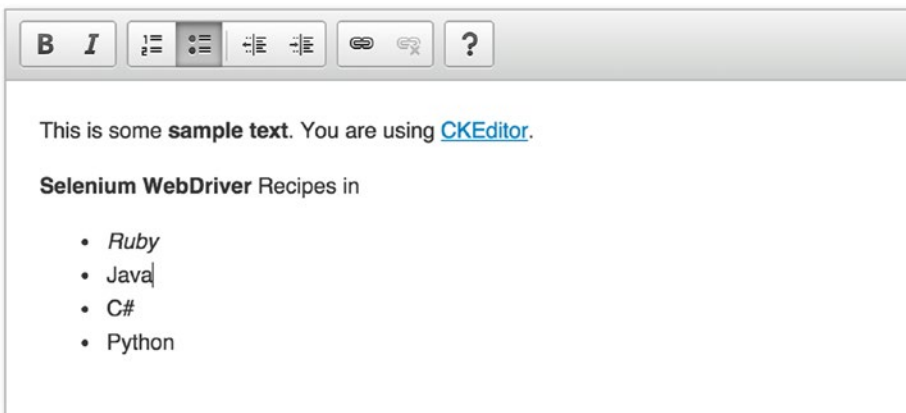 B I ?
This is some sample text. You are using CKEditor.
Selenium WebDriver Recipes in
• Ruby
• Java
• C#
• Python